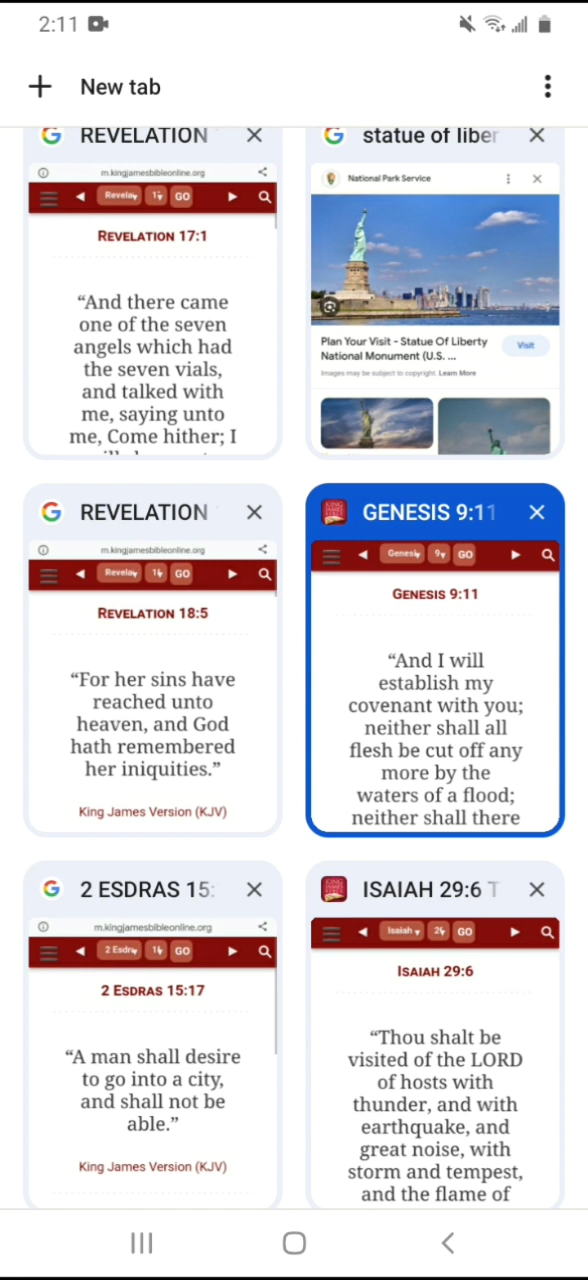 2:11
New tab
REVELATION
m.kingjamesbibleonline.org
GO
REVELATION 17:1
“And there came
one of the seven
angels which had
the seven vials,
and talked with
me, saying unto
me, Come hither; I
statue of liber
National Park Service
Plan Your Visit - Statue Of Liberty
National Monument (U.S. ...
Visit
Images may be subject to copyright. Learn More
REVELATION
m.kingjamesbibleonline.org
GO
REVELATION 18:5
“For her sins have
reached unto
heaven, and God
hath remembered
her iniquities.”
King James Version (KJV)
GENESIS 9:11
GO
GENESIS 9:11
“And I will
establish my
covenant with you;
neither shall all
flesh be cut off any
more by the
waters of a flood;
neither shall there
2 ESDRAS 15:
m.kingjamesbibleonline.org
GO
2 ESDRAS 15:17
“A man shall desire
to go into a city,
and shall not be
able.”
King James Version (KJV)
ISAIAH 29:6 T
Isaiah GO
ISAIAH 29:6
“Thou shalt be
visited of the LORD
of hosts with
thunder, and with
earthquake, and
great noise, with
storm and tempest,
and the flame of